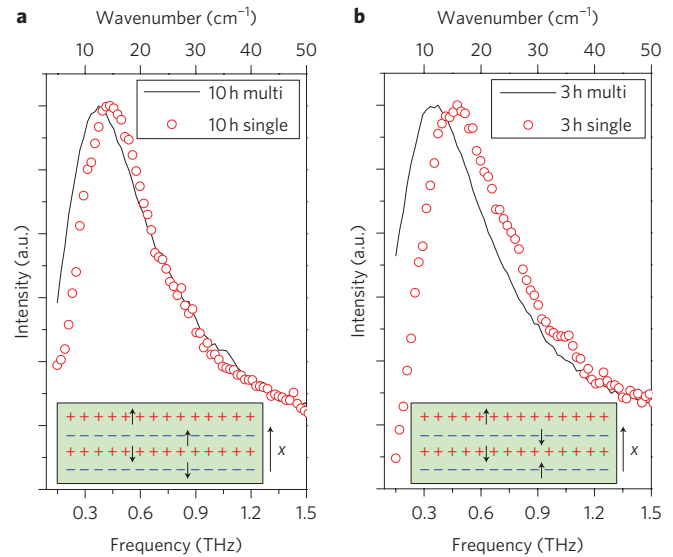 a
Wavenumber (cm⁻¹)
10 20 30 40 50
10 h multi
10 h single
Intensity (a.u.)
+ + + + + + + + + + + + + +
− − − − − − − − − − − − − −
+ + + + + + + + + + + + + +
− − − − − − − − − − − − − −
x
0.3 0.6 0.9 1.2 1.5
Frequency (THz)
b
Wavenumber (cm⁻¹)
10 20 30 40 50
3 h multi
3 h single
Intensity (a.u.)
+ + + + + + + + + + + + + +
− − − − − − − − − − − − − −
+ + + + + + + + + + + + + +
− − − − − − − − − − − − − −
x
0.3 0.6 0.9 1.2 1.5
Frequency (THz)